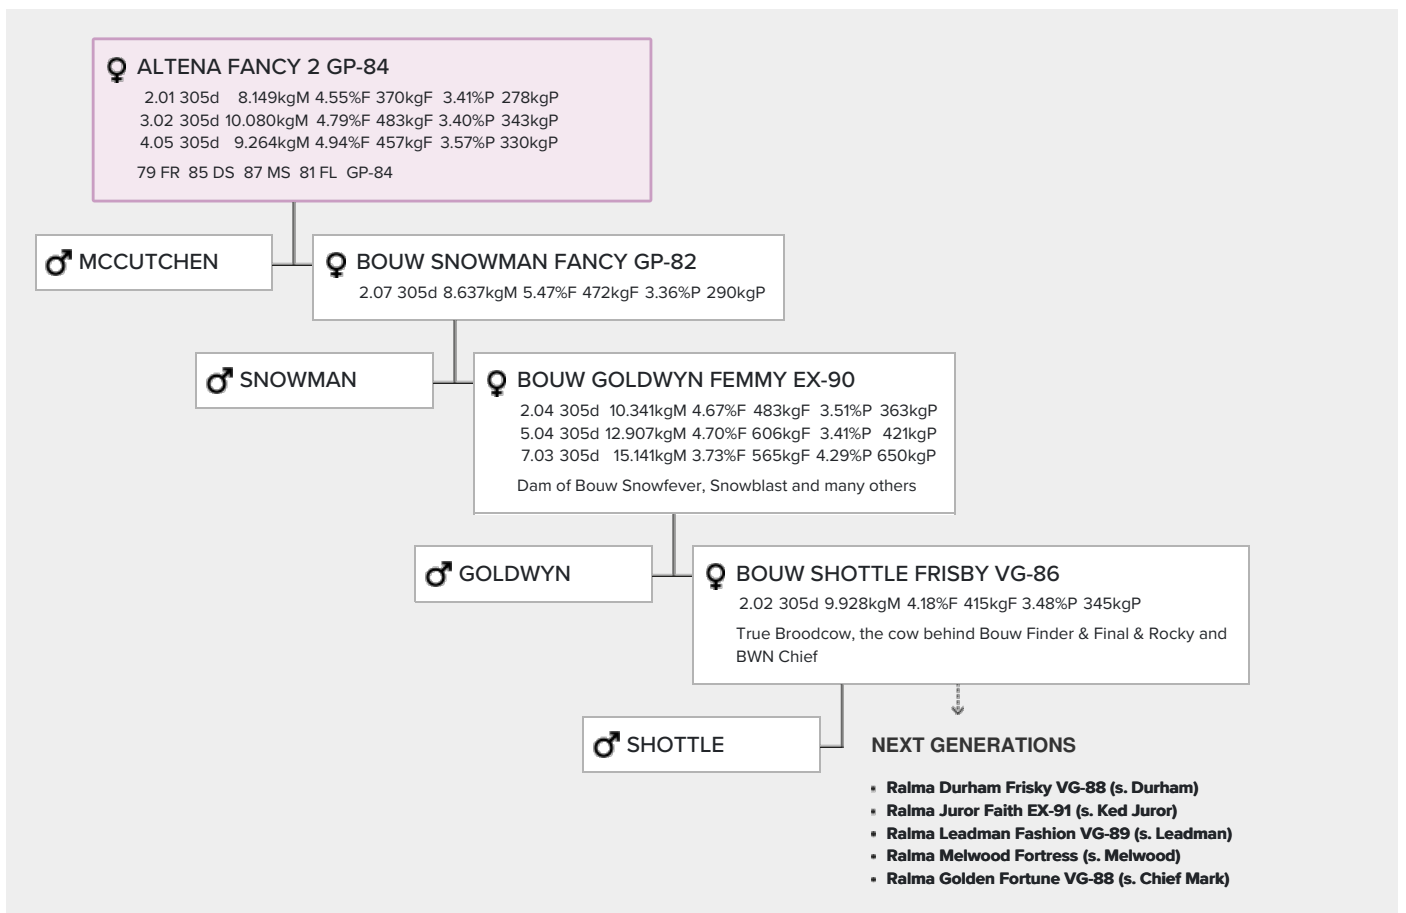 ALTENA FANCY 2 GP-84
2.01 305d 8.149kgM 4.55%F 370kgF 3.41%P 278kgP
3.02 305d 10.080kgM 4.79%F 483kgF 3.40%P 343kgP
4.05 305d 9.264kgM 4.94%F 457kgF 3.57%P 330kgP
79 FR 85 DS 87 MS 81 FL GP-84
MCCUTCHEN
BOUW SNOWMAN FANCY GP-82
2.07 305d 8.637kgM 5.47%F 472kgF 3.36%P 290kgP
SNOWMAN
BOUW GOLDWYN FEMMY EX-90
2.04 305d 10.341kgM 4.67%F 483kgF 3.51%P 363kgP
5.04 305d 12.907kgM 4.70%F 606kgF 3.41%P 421kgP
7.03 305d 15.141kgM 3.73%F 565kgF 4.29%P 650kgP
Dam of Bouw Snowfever, Snowblast and many others
GOLDWYN
BOUW SHOTTLE FRISBY VG-86
2.02 305d 9.928kgM 4.18%F 415kgF 3.48%P 345kgP
True Broodcow, the cow behind Bouw Finder & Final & Rocky and
BWN Chief
SHOTTLE
NEXT GENERATIONS
▪ Ralma Durham Frisky VG-88 (s. Durham)
▪ Ralma Juror Faith EX-91 (s. Ked Juror)
▪ Ralma Leadman Fashion VG-89 (s. Leadman)
▪ Ralma Melwood Fortress (s. Melwood)
▪ Ralma Golden Fortune VG-88 (s. Chief Mark)